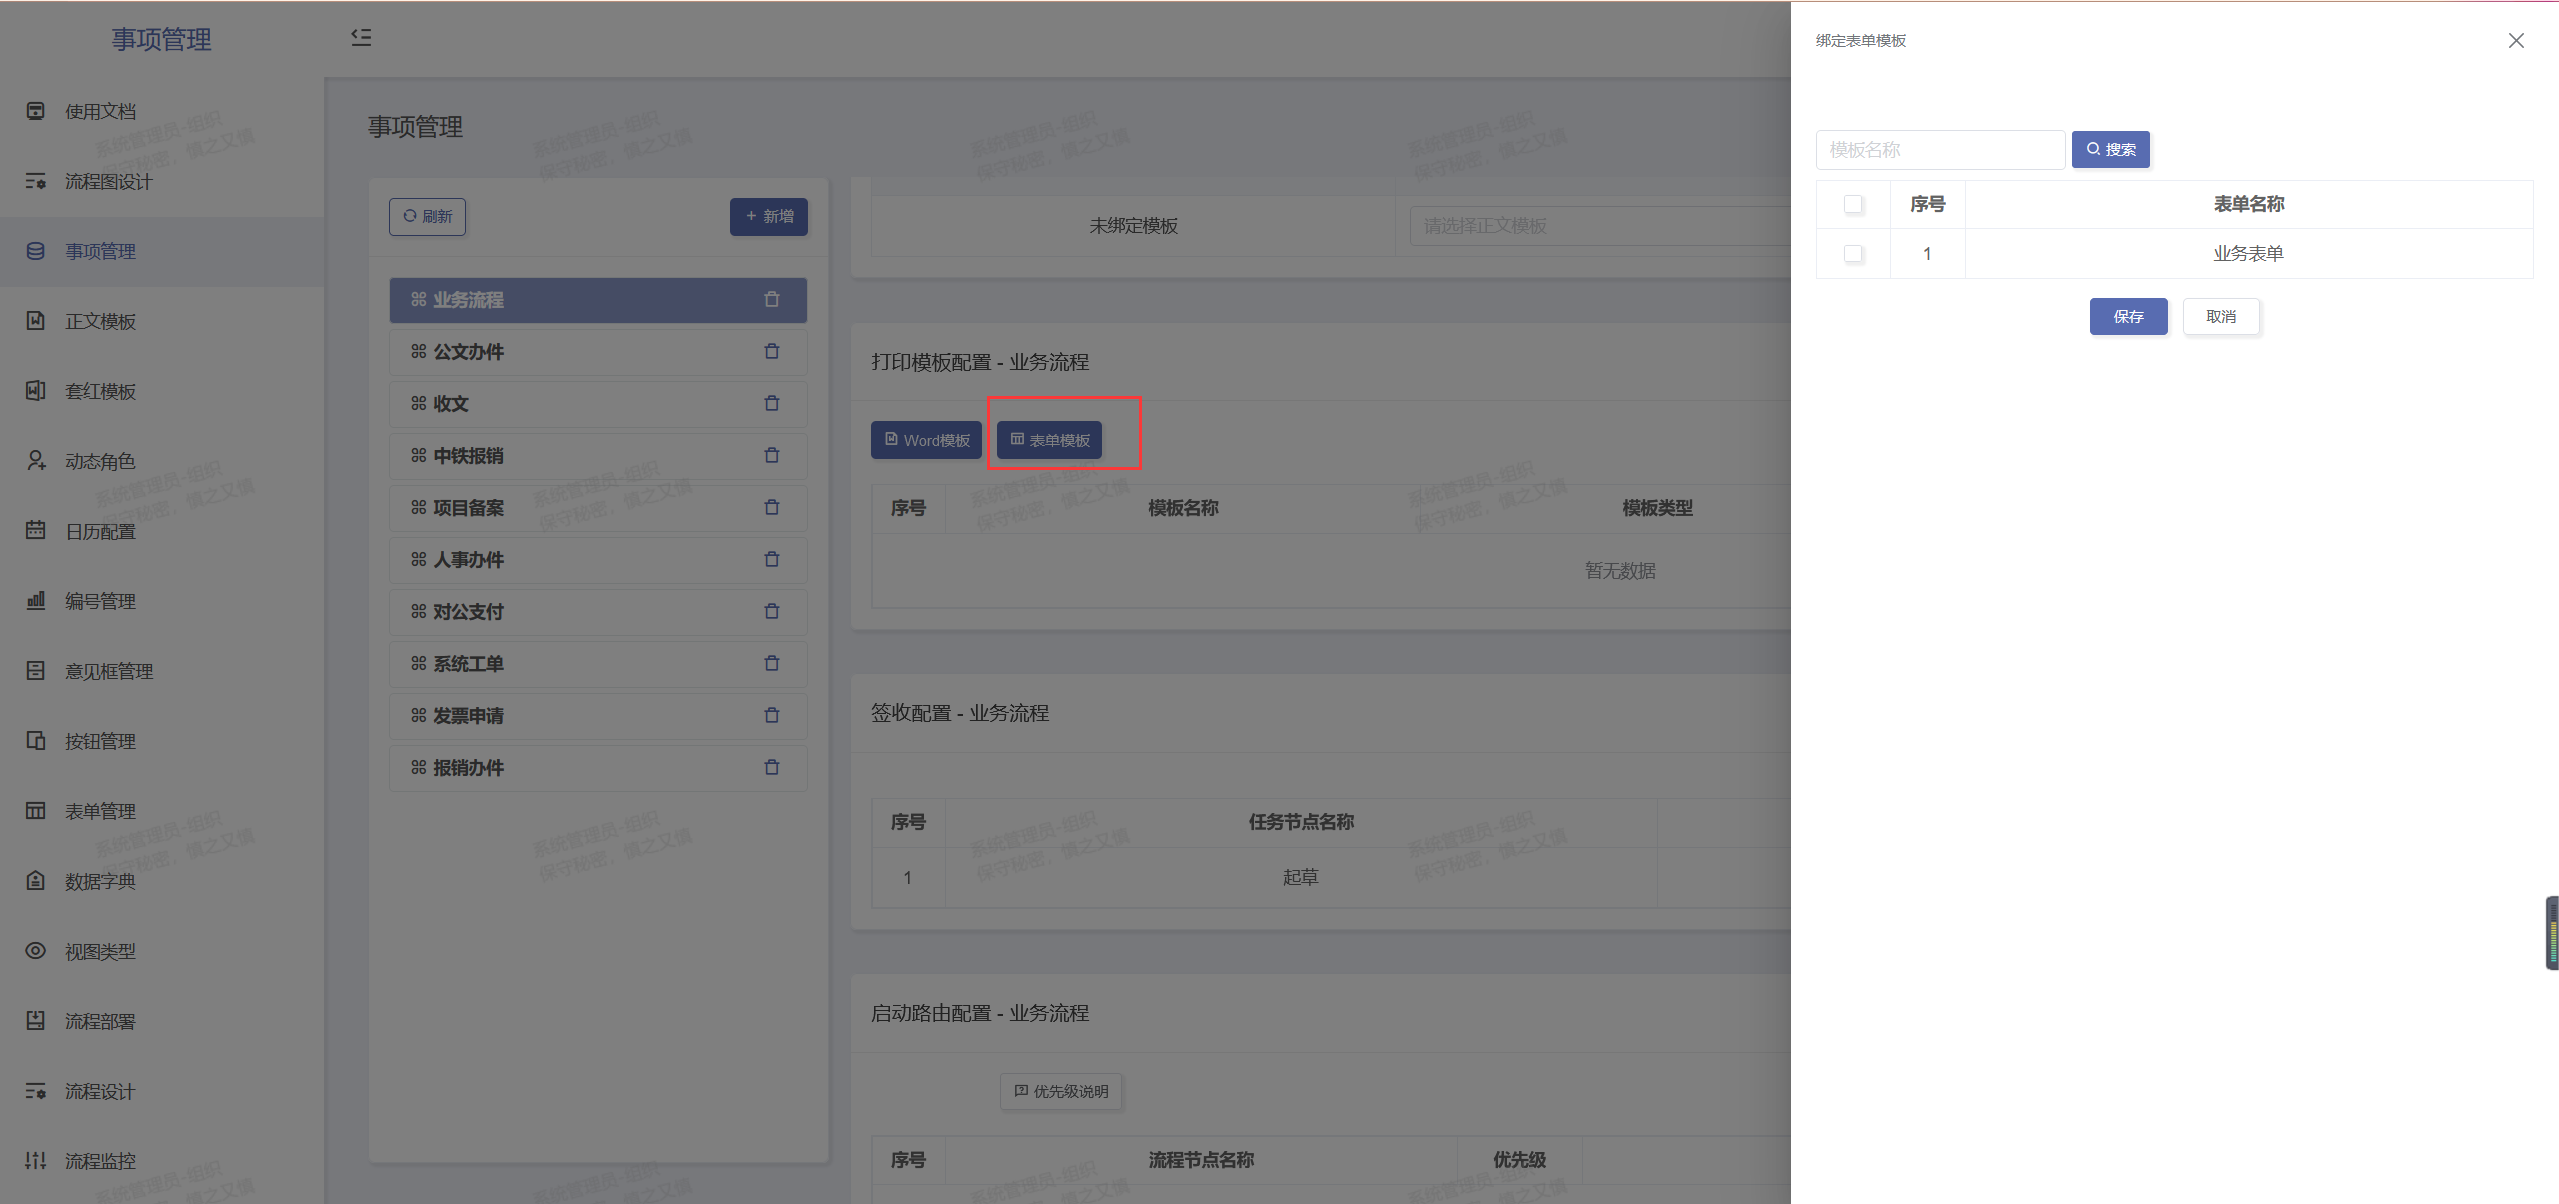 事项管理
使用文档
流程图设计
事项管理
正文模板
套红模板
动态角色
日历配置
编号管理
意见框管理
按钮管理
表单管理
数据字典
视图类型
流程部署
流程设计
流程监控
事项管理
刷新
新增
业务流程
公文办件
收文
中铁报销
项目备案
人事办件
对公支付
系统工单
发票申请
报销办件
未绑定模板
请选择正文模板
打印模板配置 - 业务流程
Word模板
表单模板
序号
模板名称
模板类型
暂无数据
签收配置 - 业务流程
序号
任务节点名称
1
起草
启动路由配置 - 业务流程
优先级说明
序号
流程节点名称
优先级
绑定表单模板
模板名称
搜索
序号
表单名称
1
业务表单
保存
取消
系统管理员-组织
保守秘密，慎之又慎